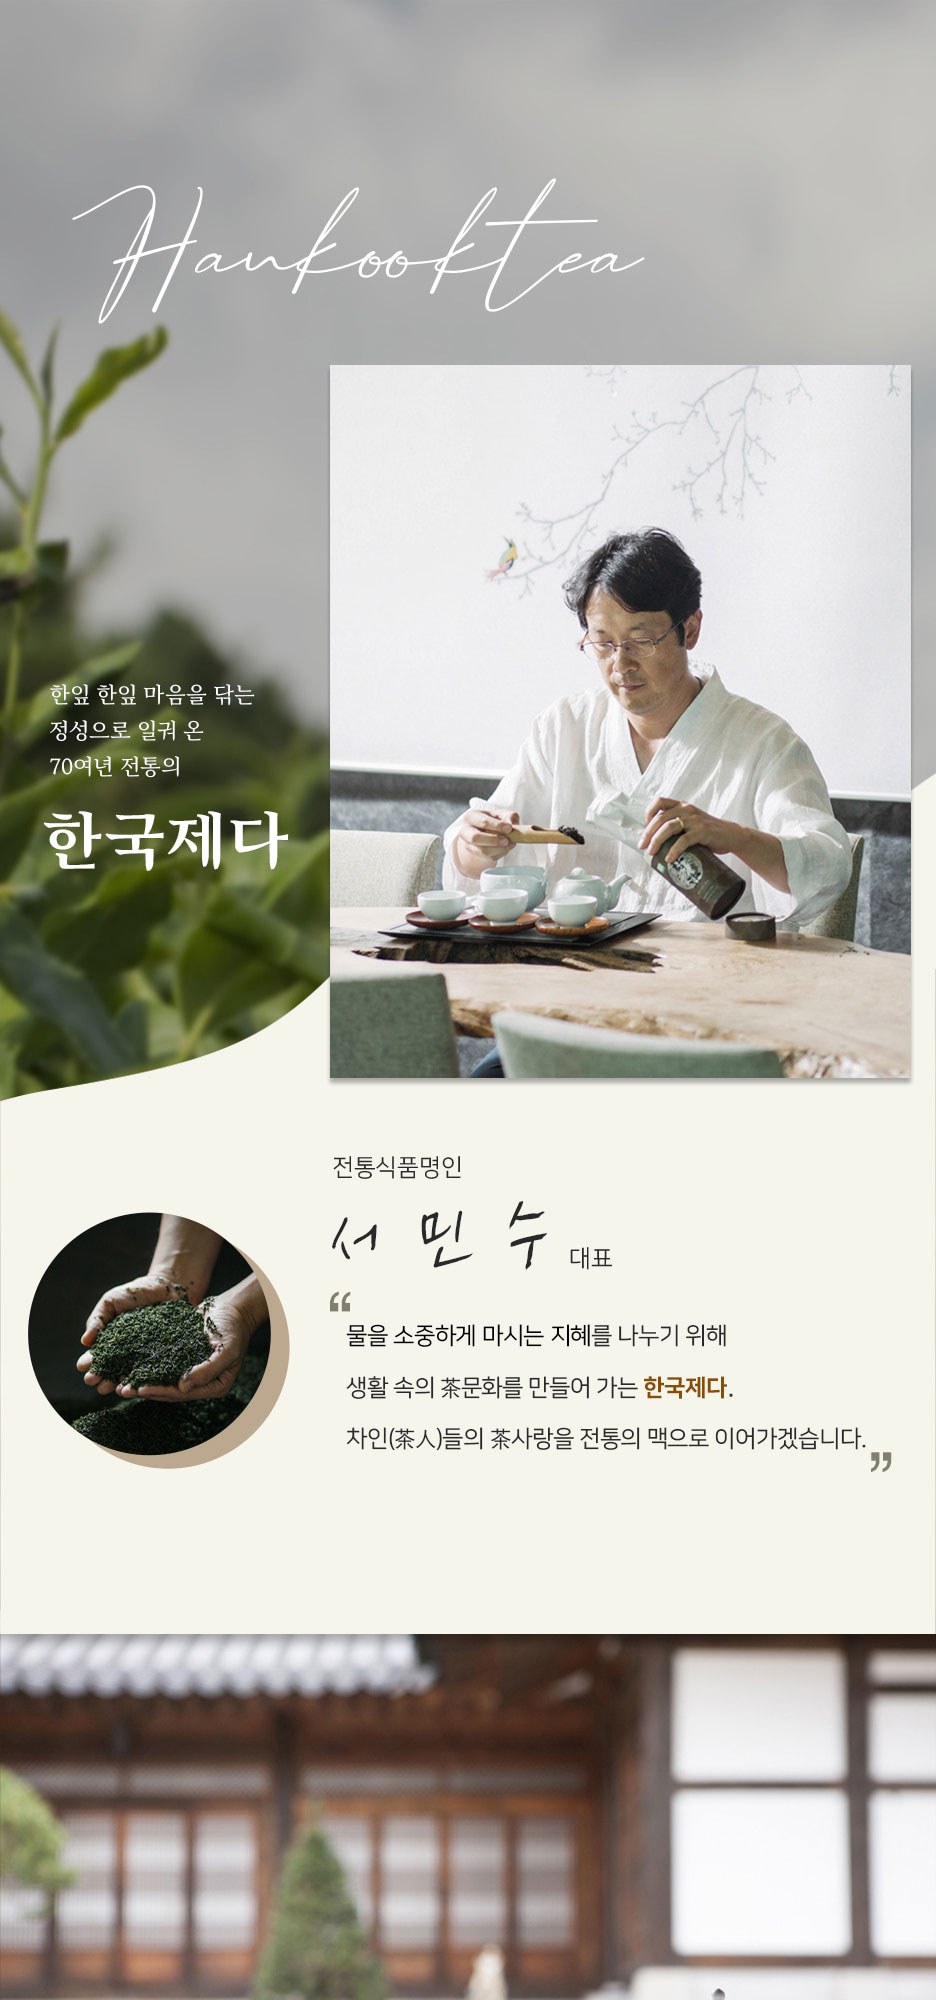 Hankooktea
한잎 한잎 마음을 닦는
정성으로 일궈 온
70여년 전통의
한국제다
전통식품명인
서민수 대표
“
물을 소중하게 마시는 지혜를 나누기 위해
생활 속의 茶문화를 만들어 가는 한국제다.
차인(茶人)들의 茶사랑을 전통의 맥으로 이어가겠습니다.
”